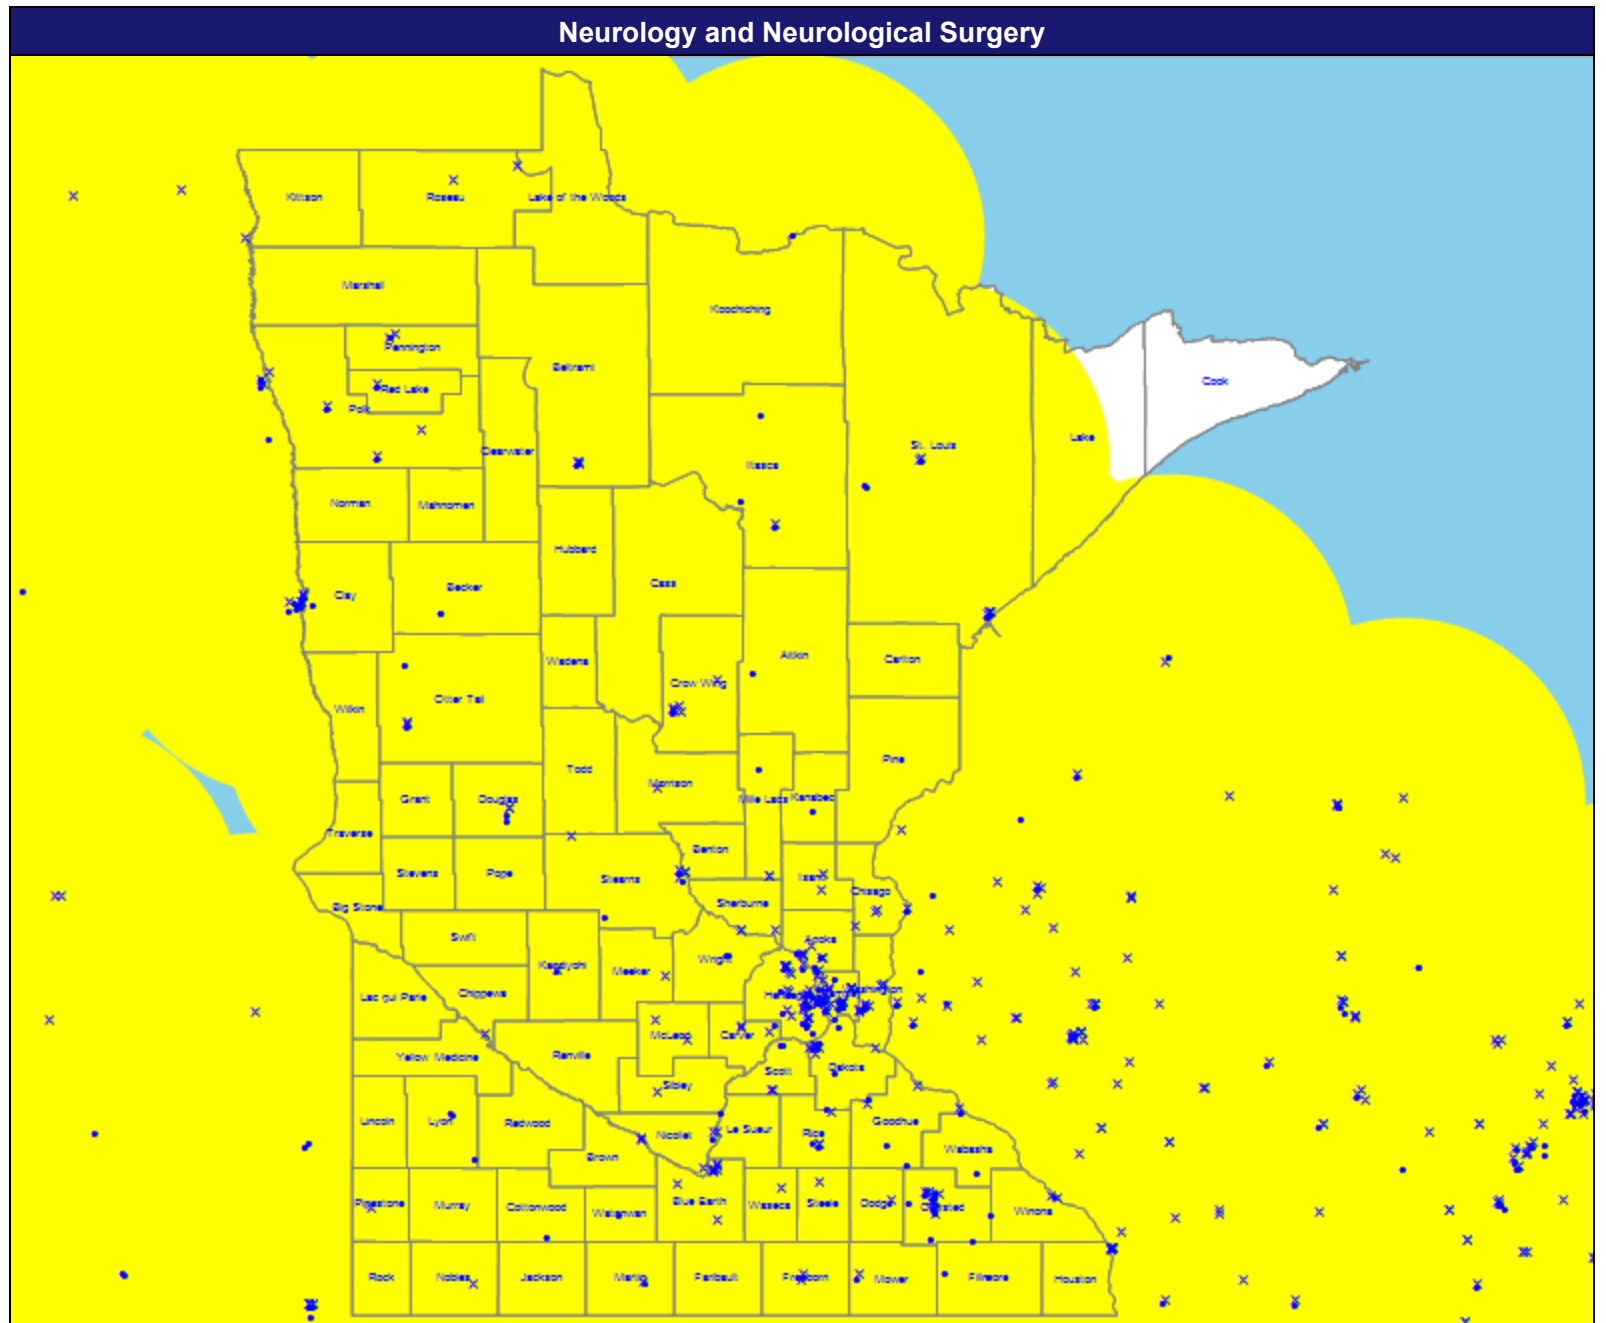 Neurology and Neurological Surgery
Kittson
Roseau
Lake of the Woods
Marshall
Koochiching
Pennington
Beltrami
Cook
Red Lake
Polk
Lake
St. Louis
Clearwater
Itasca
Norman
Mahnomen
Hubbard
Cass
Becker
Clay
Aitkin
Carlton
Wadena
Crow Wing
Otter Tail
Wilkin
Pine
Todd
Morrison
Grant
Douglas
Mille Lacs
Kanabec
Traverse
Benton
Stevens
Pope
Stearns
Isanti
Chisago
Sherburne
Big Stone
Swift
Anoka
Kandiyohi
Meeker
Wright
Lac qui Parle
Chippewa
McLeod
Carver
Yellow Medicine
Renville
Scott
Dakota
Sibley
Lincoln
Lyon
Redwood
Nicollet
Le Sueur
Rice
Goodhue
Brown
Wabasha
Pipestone
Murray
Cottonwood
Watonwan
Blue Earth
Waseca
Steele
Dodge
Olmsted
Winona
Rock
Nobles
Jackson
Martin
Faribault
Freeborn
Mower
Fillmore
Houston